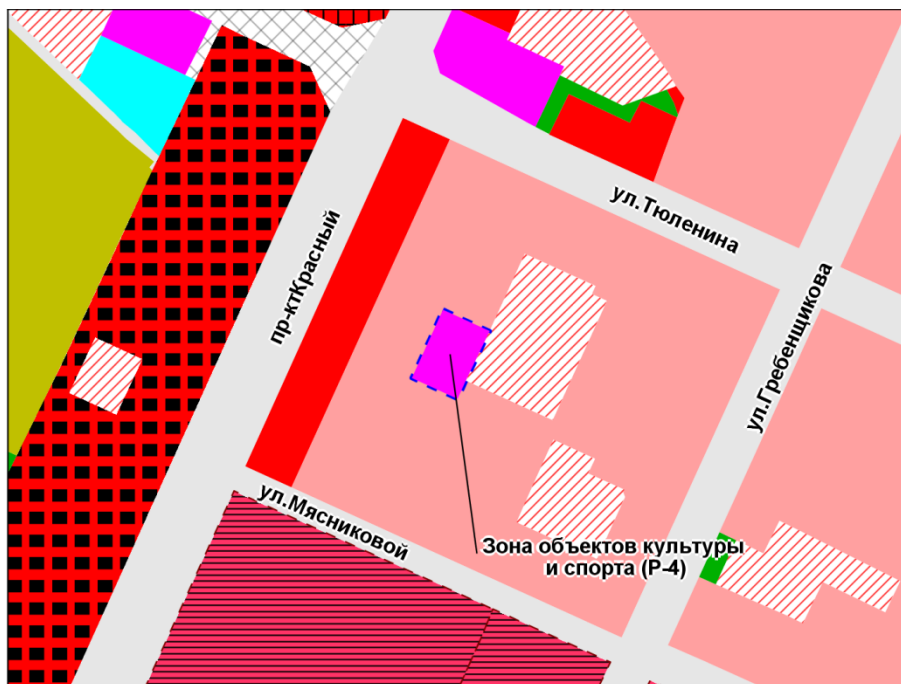 ул.Тюленина
пр-ктКрасный
ул.Гребенщикова
ул.Мясниковой
Зона объектов культуры
и спорта (Р-4)